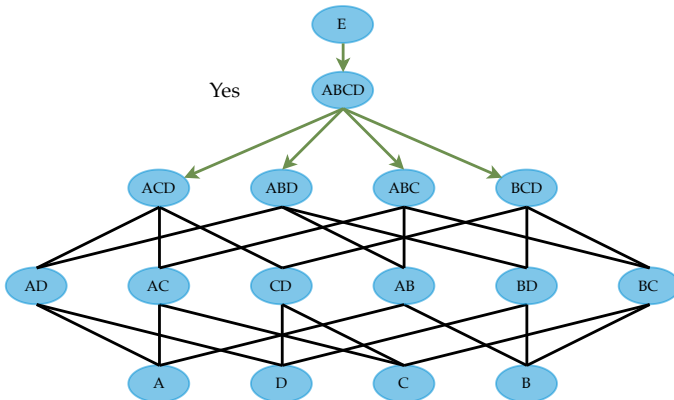 E
Yes
ABCD
ACD ABD ABC BCD
AD AC CD AB BD BC
A D C B